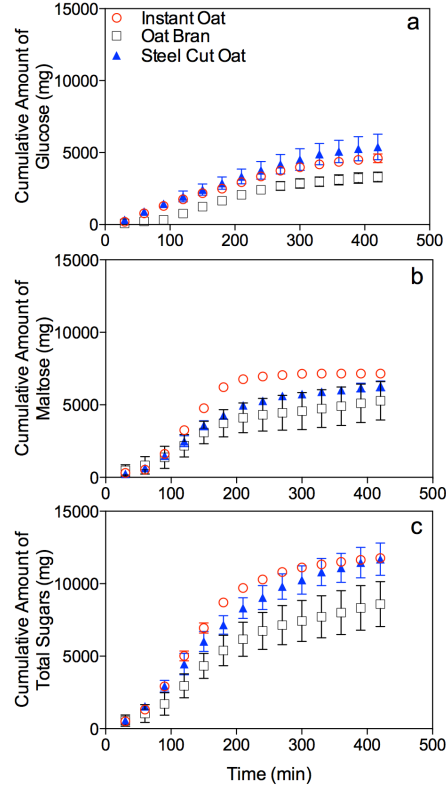 Instant Oat
Oat Bran
Steel Cut Oat
a
Cumulative Amount of
Glucose (mg)
15000
10000
5000
0
0 100 200 300 400 500
b
Cumulative Amount of
Maltose (mg)
15000
10000
5000
0
0 100 200 300 400 500
c
Cumulative Amount of
Total Sugars (mg)
15000
10000
5000
0
0 100 200 300 400 500
Time (min)